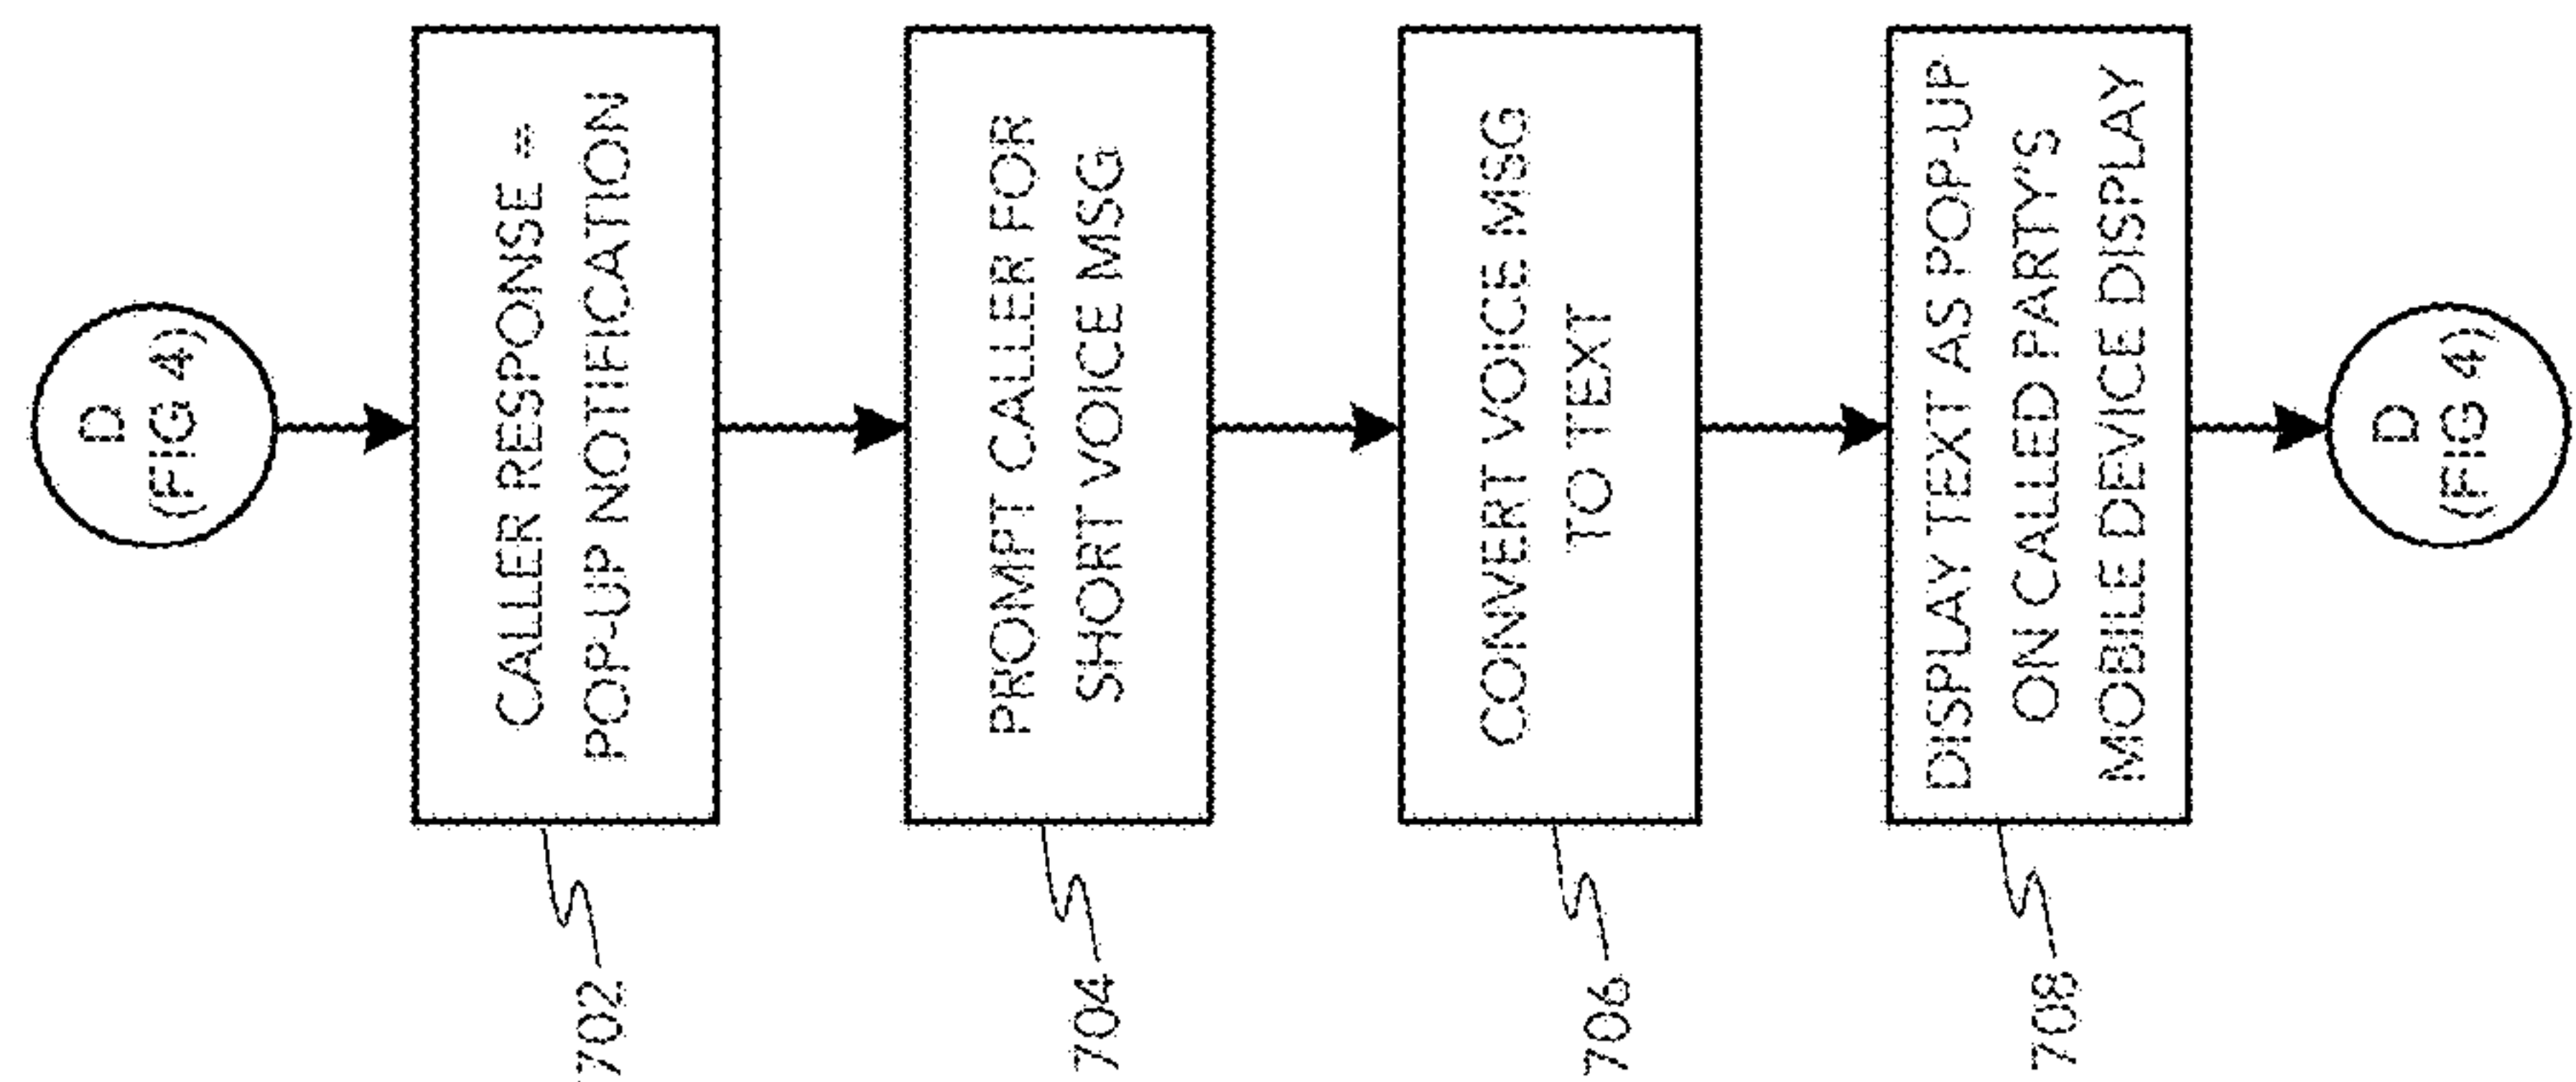 D
(FIG 4)
CALLER RESPONSE =
POP-UP NOTIFICATION
702
PROMPT CALLER FOR
SHORT VOICE MSG
704
CONVERT VOICE MSG
TO TEXT
706
DISPLAY TEXT AS POP-UP
ON CALLED PARTY'S
MOBILE DEVICE DISPLAY
708
D
(FIG 4)